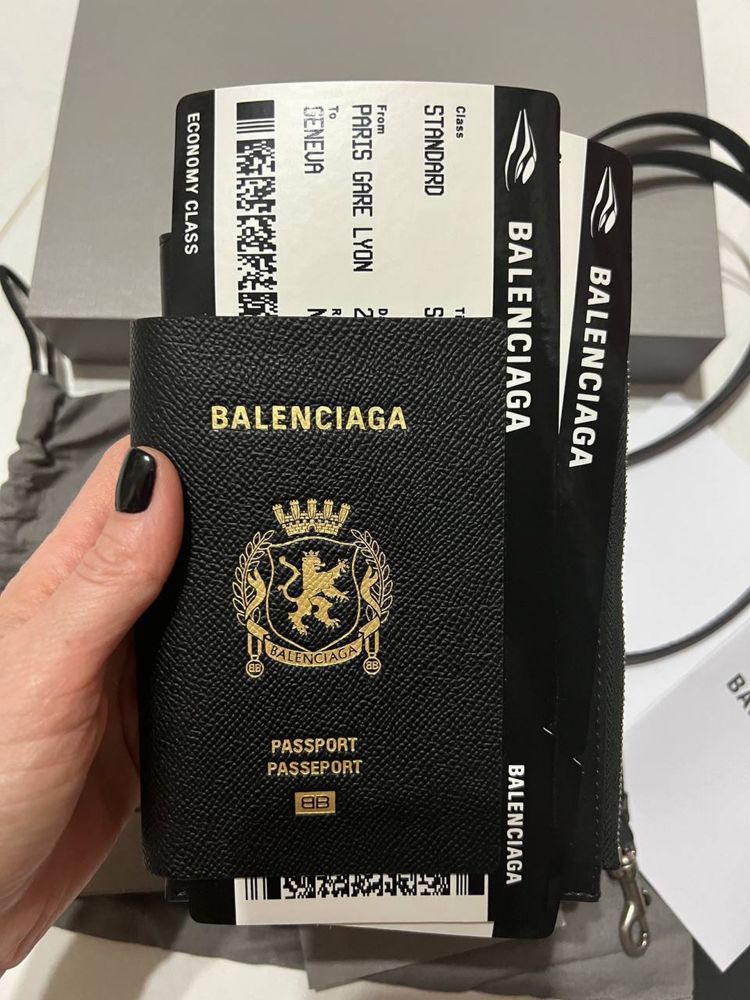 ECONOMY CLASS
Class
STANDARD
From
PARIS GARE LYON
To
GENEVA
BALENCIAGA
BALENCIAGA
BALENCIAGA
BALENCIAGA
BB
BB
PASSPORT
PASSEPORT
BB
BALENCIAGA